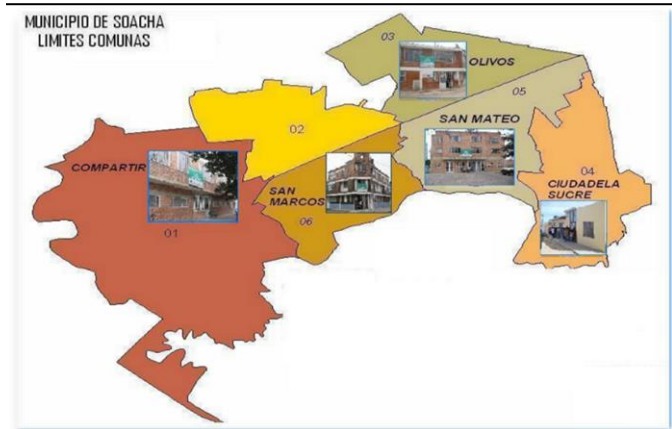 MUNICIPIO DE SOACHA
LIMITES COMUNAS
03
OLIVOS
05
SAN MATEO
02
COMPARTIR
01
SAN
MARCOS
06
04
CIUDADELA
SUCRE